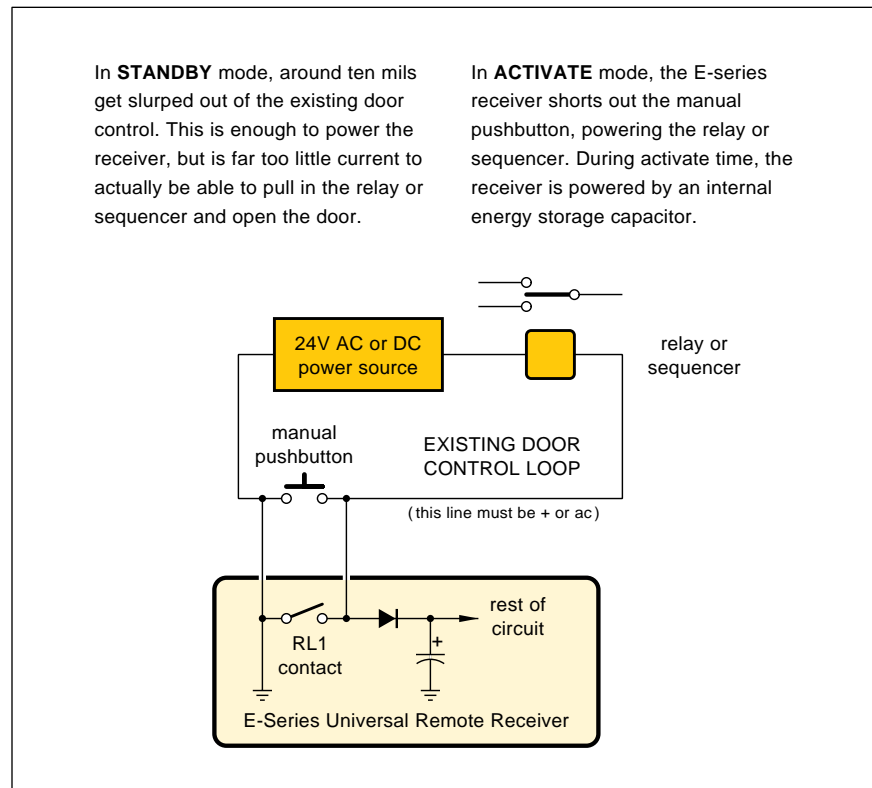 In STANDBY mode, around ten mils
get slurped out of the existing door
control. This is enough to power the
receiver, but is far too little current to
actually be able to pull in the relay or
sequencer and open the door.
In ACTIVATE mode, the E-series
receiver shorts out the manual
pushbutton, powering the relay or
sequencer. During activate time, the
receiver is powered by an internal
energy storage capacitor.
24V AC or DC
power source
relay or
sequencer
manual
pushbutton
EXISTING DOOR
CONTROL LOOP
(this line must be + or ac)
rest of
circuit
RL1
contact
+
E-Series Universal Remote Receiver